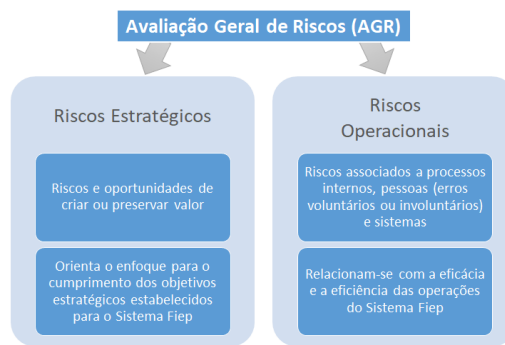 Avaliação Geral de Riscos (AGR)
Riscos Estratégicos
Riscos e oportunidades de
criar ou preservar valor
Orienta o enfoque para o
cumprimento dos objetivos
estratégicos estabelecidos
para o Sistema Fiep
Riscos
Operacionais
Riscos associados a processos
internos, pessoas (erros
voluntários ou involuntários)
e sistemas
Relacionam-se com a eficácia
e a eficiência das operações
do Sistema Fiep